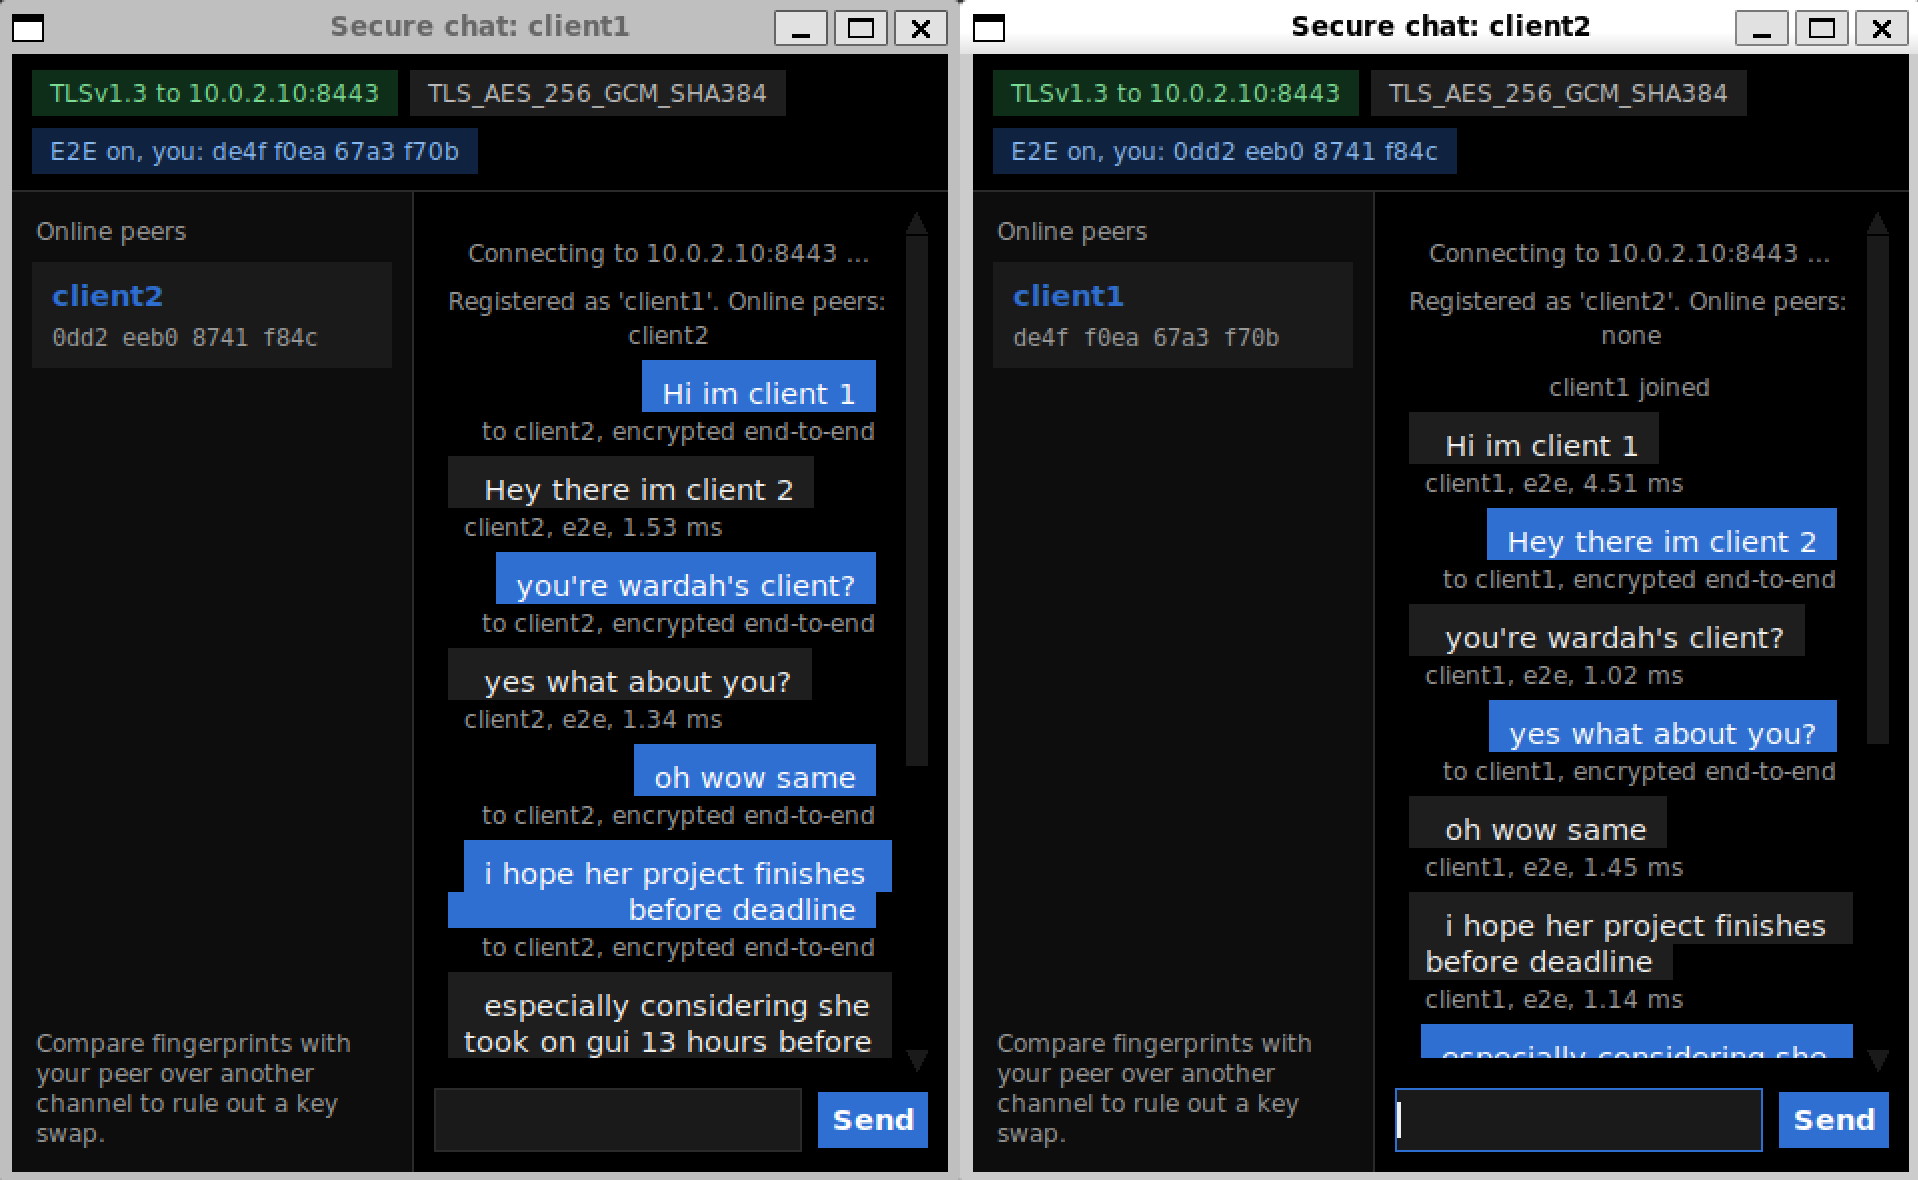 Secure chat: client1
TLSv1.3 to 10.0.2.10:8443
TLS_AES_256_GCM_SHA384
E2E on, you: de4f f0ea 67a3 f70b
Online peers
client2
0dd2 eeb0 8741 f84c
Compare fingerprints with
your peer over another
channel to rule out a key
swap.
Connecting to 10.0.2.10:8443 ...
Registered as 'client1'. Online peers:
client2
Hi im client 1
to client2, encrypted end-to-end
Hey there im client 2
client2, e2e, 1.53 ms
you're wardah's client?
to client2, encrypted end-to-end
yes what about you?
client2, e2e, 1.34 ms
oh wow same
to client2, encrypted end-to-end
i hope her project finishes
before deadline
to client2, encrypted end-to-end
especially considering she
took on gui 13 hours before
Send
Secure chat: client2
TLSv1.3 to 10.0.2.10:8443
TLS_AES_256_GCM_SHA384
E2E on, you: 0dd2 eeb0 8741 f84c
Online peers
client1
de4f f0ea 67a3 f70b
Compare fingerprints with
your peer over another
channel to rule out a key
swap.
Connecting to 10.0.2.10:8443 ...
Registered as 'client2'. Online peers:
none
client1 joined
Hi im client 1
client1, e2e, 4.51 ms
Hey there im client 2
to client1, encrypted end-to-end
you're wardah's client?
client1, e2e, 1.02 ms
yes what about you?
to client1, encrypted end-to-end
oh wow same
client1, e2e, 1.45 ms
i hope her project finishes
before deadline
client1, e2e, 1.14 ms
especially considering she
Send